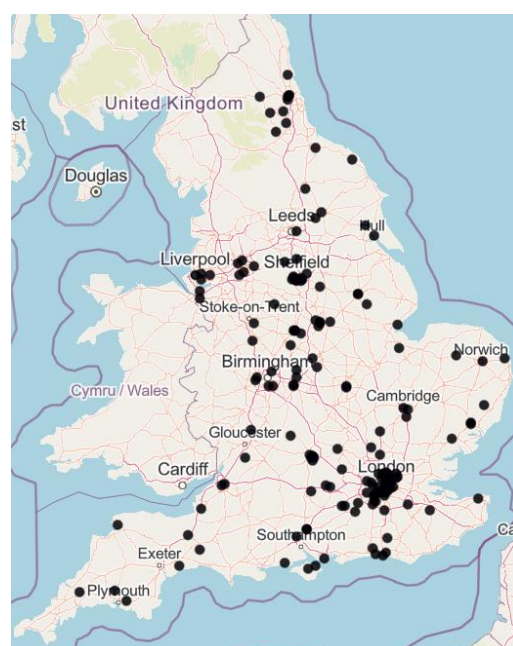 United Kingdom
st
Douglas
Leeds
Hull
Liverpool
Sheffield
Stoke-on-Trent
Norwich
Birmingham
Cymru / Wales
Cambridge
Gloucester
London
Cardiff
Southampton
Exeter
Plymouth